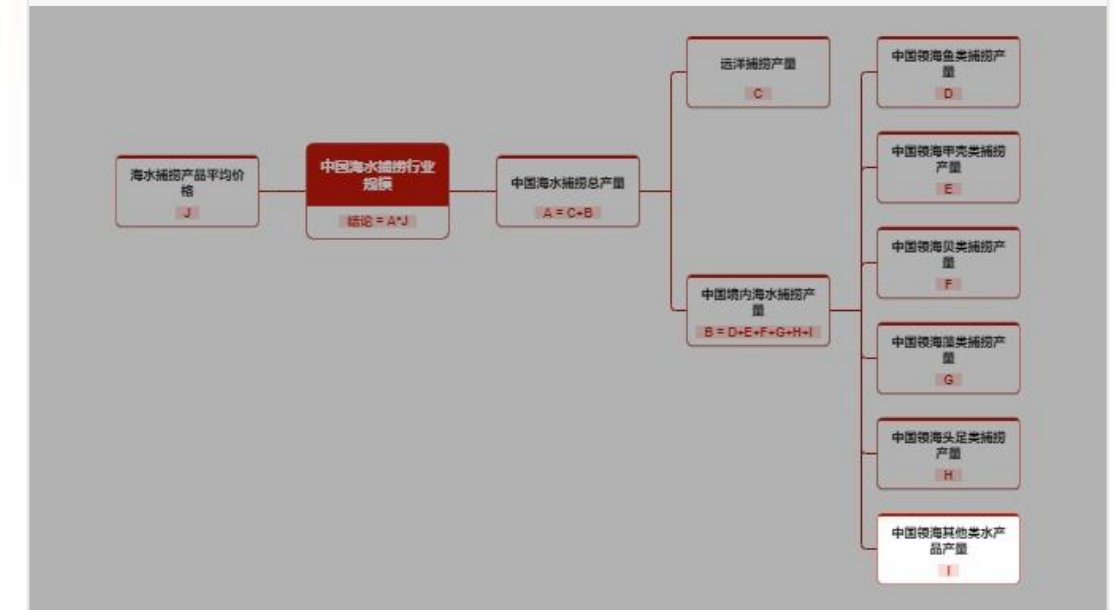 海水捕捞产品平均价
格
J
中国海水捕捞行业
规模
结论 = A*J
中国海水捕捞总产量
A = C+B
远洋捕捞产量
C
中国境内海水捕捞产
量
B = D+E+F+G+H+I
中国领海鱼类捕捞产
量
D
中国领海甲壳类捕捞
产量
E
中国领海贝类捕捞产
量
F
中国领海藻类捕捞产
量
G
中国领海头足类捕捞
产量
H
中国领海其他类水产
品产量
I